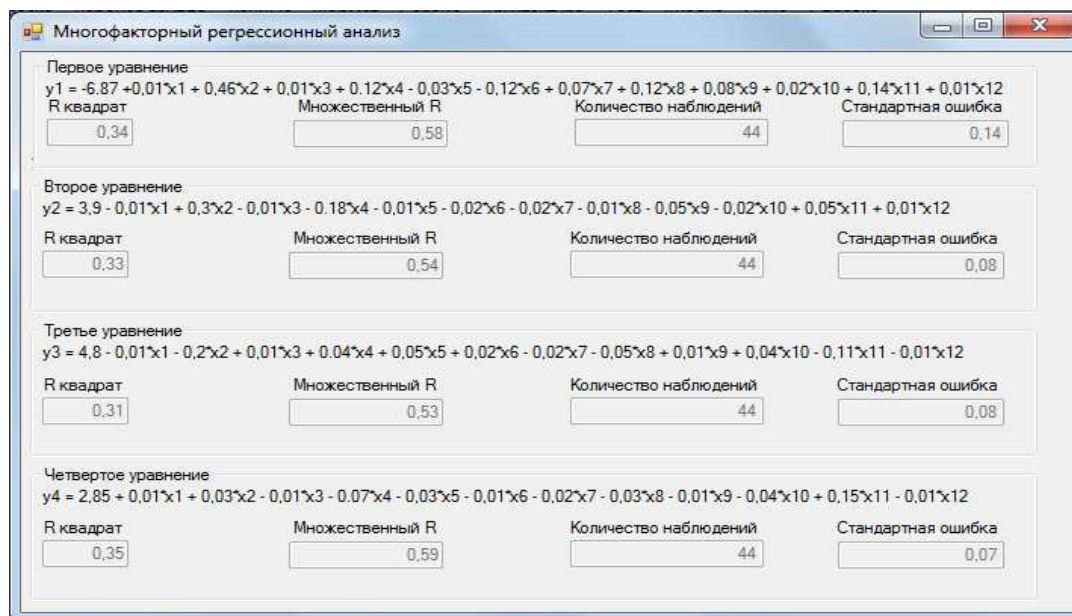 Многофакторный регрессионный анализ
Первое уравнение
y1 = -6.87 +0,01*x1 + 0,46*x2 + 0,01*x3 + 0.12*x4 - 0,03*x5 - 0,12*x6 + 0,07*x7 + 0,12*x8 + 0,08*x9 + 0,02*x10 + 0,14*x11 + 0,01*x12
R квадрат Множественный R Количество наблюдений Стандартная ошибка
0,34 0,58 44 0,14
Второе уравнение
y2 = 3,9 - 0,01*x1 + 0,3*x2 - 0,01*x3 - 0.18*x4 - 0,01*x5 - 0,02*x6 - 0,02*x7 - 0,01*x8 - 0,05*x9 - 0,02*x10 + 0,05*x11 + 0,01*x12
R квадрат Множественный R Количество наблюдений Стандартная ошибка
0,33 0,54 44 0,08
Третье уравнение
y3 = 4,8 - 0,01*x1 - 0,2*x2 + 0,01*x3 + 0.04*x4 + 0,05*x5 + 0,02*x6 - 0,02*x7 - 0,05*x8 + 0,01*x9 + 0,04*x10 - 0,11*x11 - 0,01*x12
R квадрат Множественный R Количество наблюдений Стандартная ошибка
0,31 0,53 44 0,08
Четвертое уравнение
y4 = 2,85 + 0,01*x1 + 0,03*x2 - 0,01*x3 - 0.07*x4 - 0,03*x5 - 0,01*x6 - 0,02*x7 - 0,03*x8 - 0,01*x9 - 0,04*x10 + 0,15*x11 - 0,01*x12
R квадрат Множественный R Количество наблюдений Стандартная ошибка
0,35 0,59 44 0,07